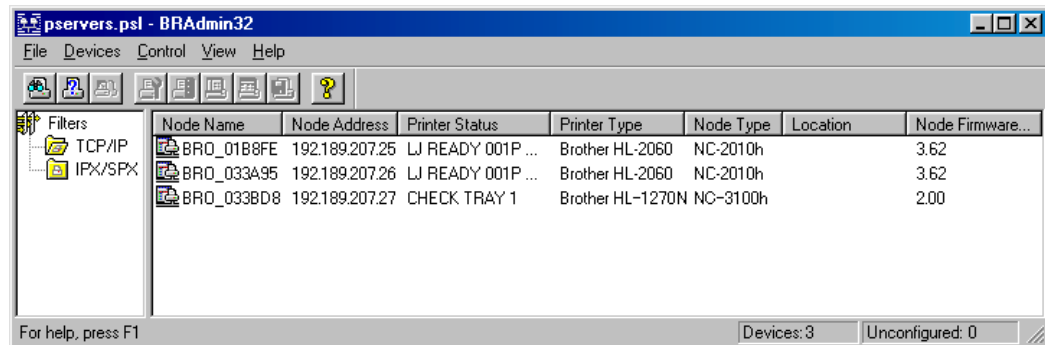 pservers.psl - BRAdmin32
File Devices Control View Help
Filters
TCP/IP
IPX/SPX
Node Name Node Address Printer Status Printer Type Node Type Location Node Firmware...
BRO_01B8FE 192.189.207.25 LJ READY 001P ... Brother HL-2060 NC-2010h 3.62
BRO_033A95 192.189.207.26 LJ READY 001P ... Brother HL-2060 NC-2010h 3.62
BRO_033BD8 192.189.207.27 CHECK TRAY 1 Brother HL-1270N NC-3100h 2.00
For help, press F1 Devices: 3 Unconfigured: 0